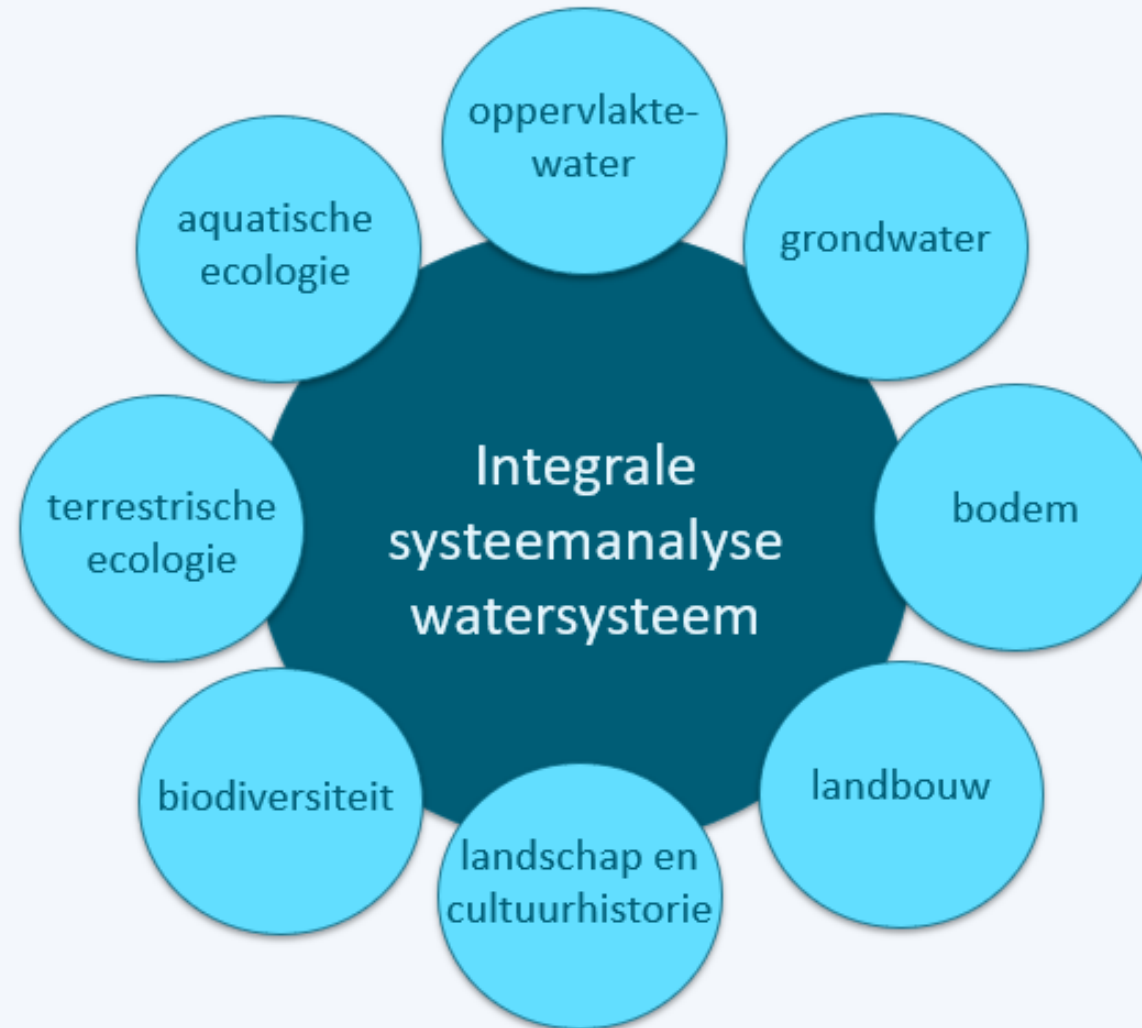 oppervlakte-
water
grondwater
bodem
landbouw
landschap en
cultuurhistorie
biodiversiteit
terrestrische
ecologie
aquatische
ecologie
Integrale
systeemanalyse
watersysteem